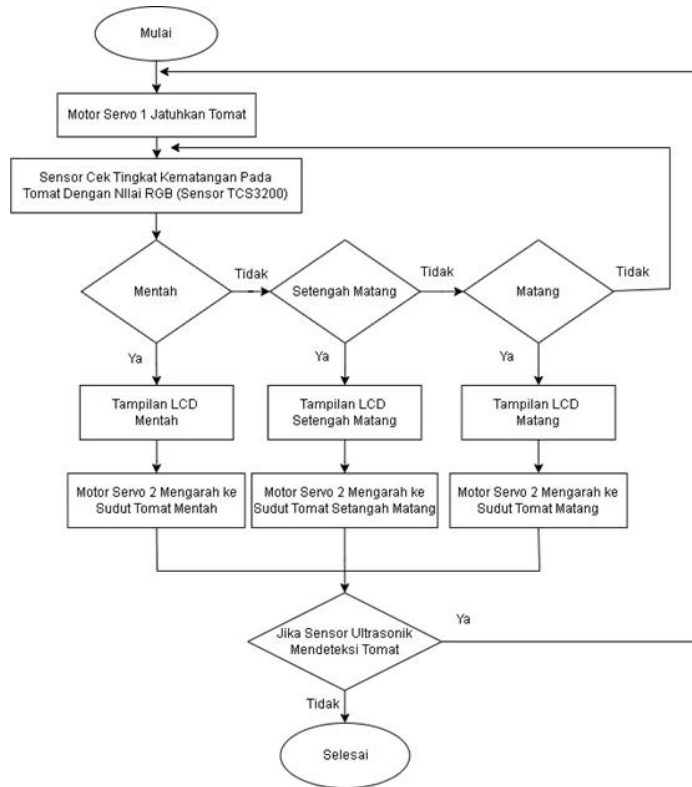 Mulai
Motor Servo 1 Jatuhkan Tomat
Sensor Cek Tingkat Kematangan Pada
Tomat Dengan NIlai RGB (Sensor TCS3200)
Mentah
Tidak
Setengah Matang
Tidak
Matang
Tidak
Ya
Ya
Ya
Tampilan LCD
Mentah
Tampilan LCD
Setengah Matang
Tampilan LCD
Matang
Motor Servo 2 Mengarah ke
Sudut Tomat Mentah
Motor Servo 2 Mengarah ke
Sudut Tomat Setangah Matang
Motor Servo 2 Mengarah ke
Sudut Tomat Matang
Jika Sensor Ultrasonik
Mendeteksi Tomat
Ya
Tidak
Selesai